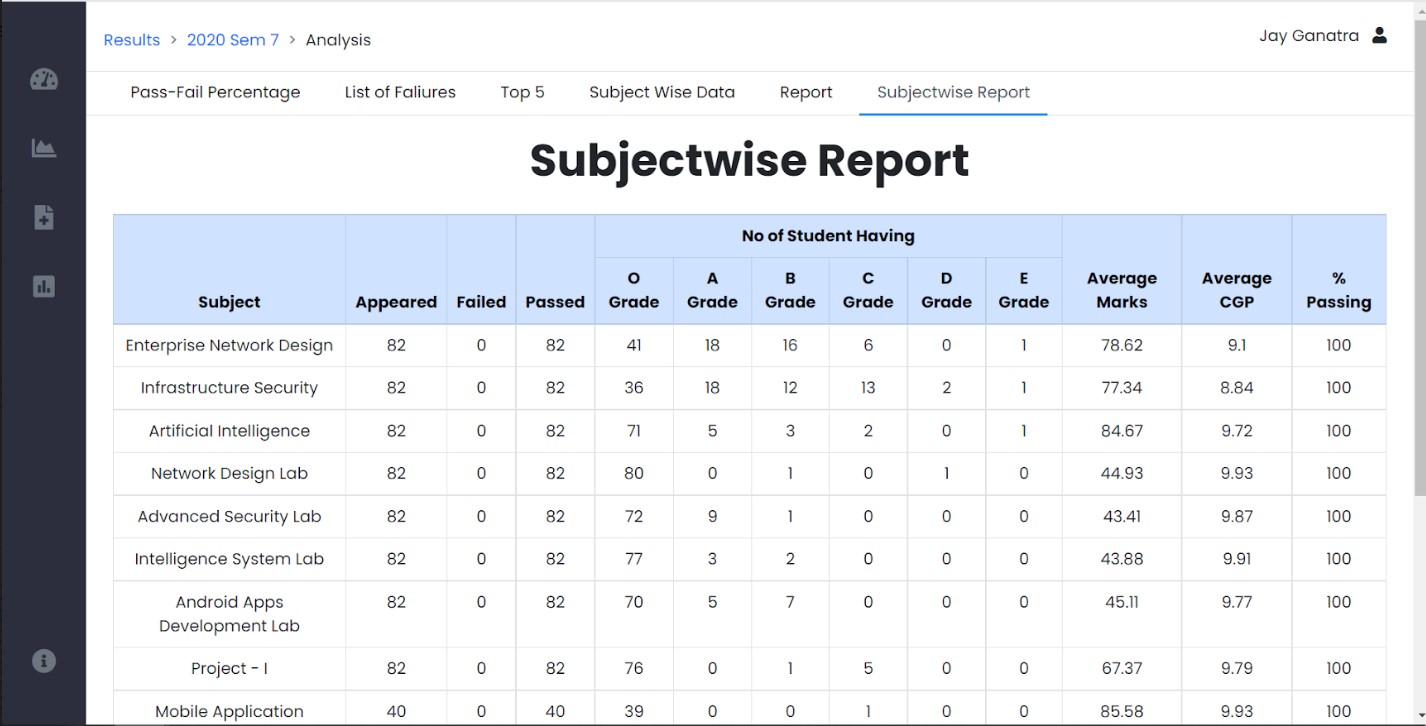 Results > 2020 Sem 7 > Analysis
Jay Ganatra
Pass-Fail Percentage List of Faliures Top 5 Subject Wise Data Report Subjectwise Report
Subjectwise Report
No of Student Having
Subject Appeared Failed Passed O Grade A Grade B Grade C Grade D Grade E Grade Average Marks Average CGP % Passing
Enterprise Network Design 82 0 82 41 18 16 6 0 1 78.62 9.1 100
Infrastructure Security 82 0 82 36 18 12 13 2 1 77.34 8.84 100
Artificial Intelligence 82 0 82 71 5 3 2 0 1 84.67 9.72 100
Network Design Lab 82 0 82 80 0 1 0 1 0 44.93 9.93 100
Advanced Security Lab 82 0 82 72 9 1 0 0 0 43.41 9.87 100
Intelligence System Lab 82 0 82 77 3 2 0 0 0 43.88 9.91 100
Android Apps 82 0 82 70 5 7 0 0 0 45.11 9.77 100
Development Lab
Project - I 82 0 82 76 0 1 5 0 0 67.37 9.79 100
Mobile Application 40 0 40 39 0 0 1 0 0 85.58 9.93 100